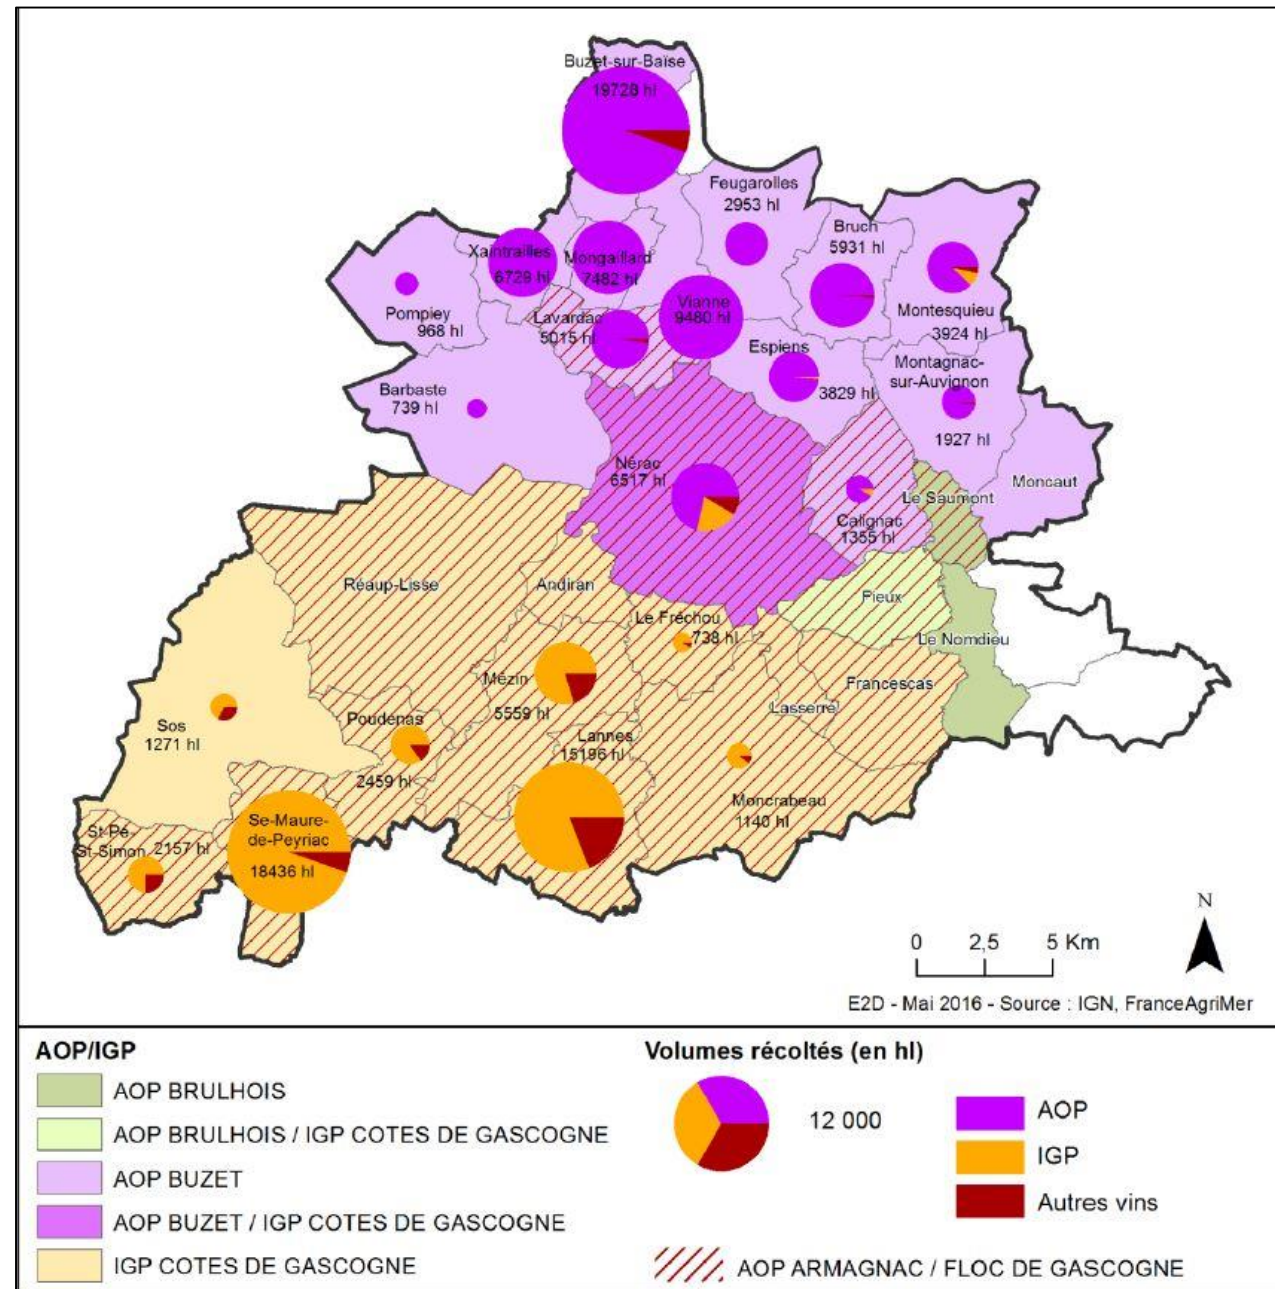 Buzet-sur-Baïse
19728 hl
Feugarolles
2953 hl
Bruch
5931 hl
Xaintrailles
6729 hl
Mongaillard
7482 hl
Montesquieu
3924 hl
Pompiey
968 hl
Lavardac
5015 hl
Vianne
9480 hl
Espiens
3829 hl
Montagnac-
sur-Auvignon
1927 hl
Barbaste
739 hl
Nérac
6517 hl
Calignac
1355 hl
Le Saumont
Moncaut
Réaup-Lisse
Andiran
Fieux
Le Fréchou
738 hl
Le Nomdieu
Mézin
5559 hl
Francescas
Lasserre
Sos
1271 hl
Poudenas
2459 hl
Lannes
15196 hl
Moncrabeau
1140 hl
St-Pé-
St-Simon
2157 hl
Se-Maure-
de-Peyriac
18436 hl
N
0 2,5 5 Km
E2D - Mai 2016 - Source : IGN, FranceAgriMer
AOP/IGP
AOP BRULHOIS
AOP BRULHOIS / IGP COTES DE GASCOGNE
AOP BUZET
AOP BUZET / IGP COTES DE GASCOGNE
IGP COTES DE GASCOGNE
Volumes récoltés (en hl)
12 000
AOP
IGP
Autres vins
AOP ARMAGNAC / FLOC DE GASCOGNE